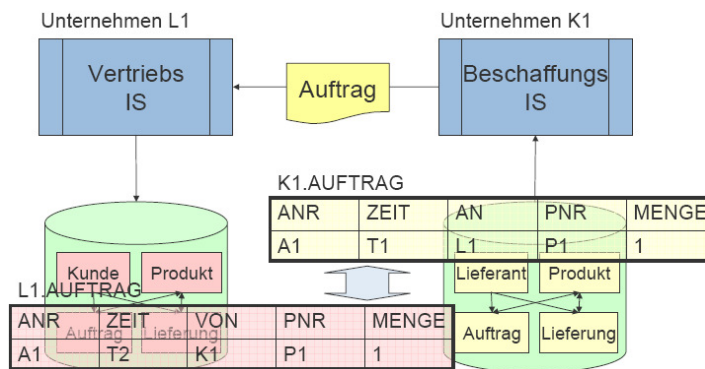 Unternehmen L1
Unternehmen K1
Vertriebs
IS
Auftrag
Beschaffungs
IS
K1.AUFTRAG
ANR ZEIT AN PNR MENGE
A1 T1 L1 P1 1
Kunde Produkt
Lieferant Produkt
L1.AUFTRAG
ANR ZEIT VON PNR MENGE
Auftrag Lieferung
A1 T2 K1 P1 1
Auftrag Lieferung